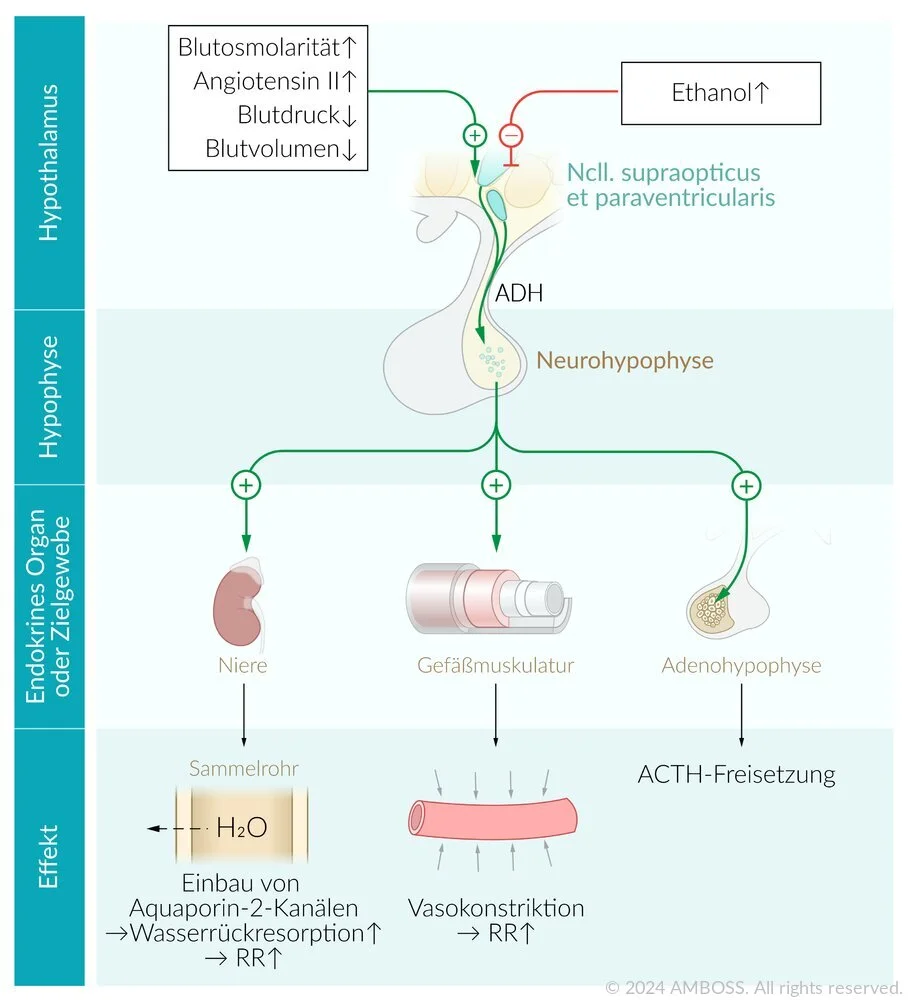 Hypothalamus
Blutosmolarität↑
Angiotensin II↑
Blutdruck↓
Blutvolumen↓
Ethanol↑
+
−
Ncll. supraopticus
et paraventricularis
ADH
Hypophyse
Neurohypophyse
+
+
+
Endokrines Organ
oder Zielgewebe
Niere
Gefäßmuskulatur
Adenohypophyse
Effekt
Sammelrohr
H₂O
Einbau von
Aquaporin-2-Kanälen
→Wasserrückresorption↑
→ RR↑
Vasokonstriktion
→ RR↑
ACTH-Freisetzung
© 2024 AMBOSS. All rights reserved.